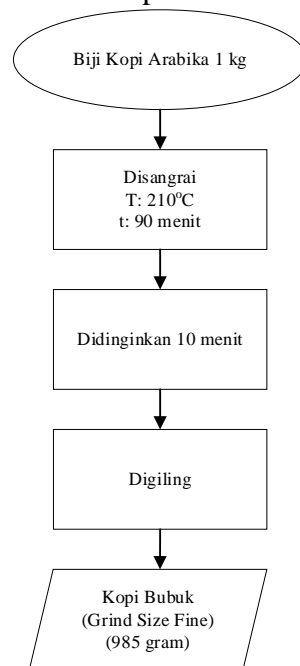 Biji Kopi Arabika 1 kg
Disangrai
T: 210°C
t: 90 menit
Didinginkan 10 menit
Digiling
Kopi Bubuk
(Grind Size Fine)
(985 gram)